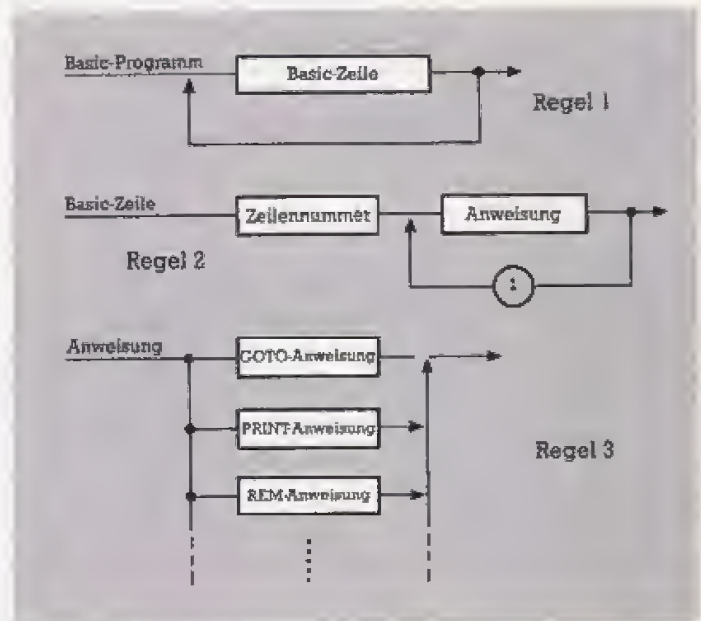 Basic-Programm
Basic-Zeile
Regel 1
Basic-Zeile
Zeilennummer
Anweisung
Regel 2
:
Anweisung
GOTO-Anweisung
PRINT-Anweisung
Regel 3
REM-Anweisung